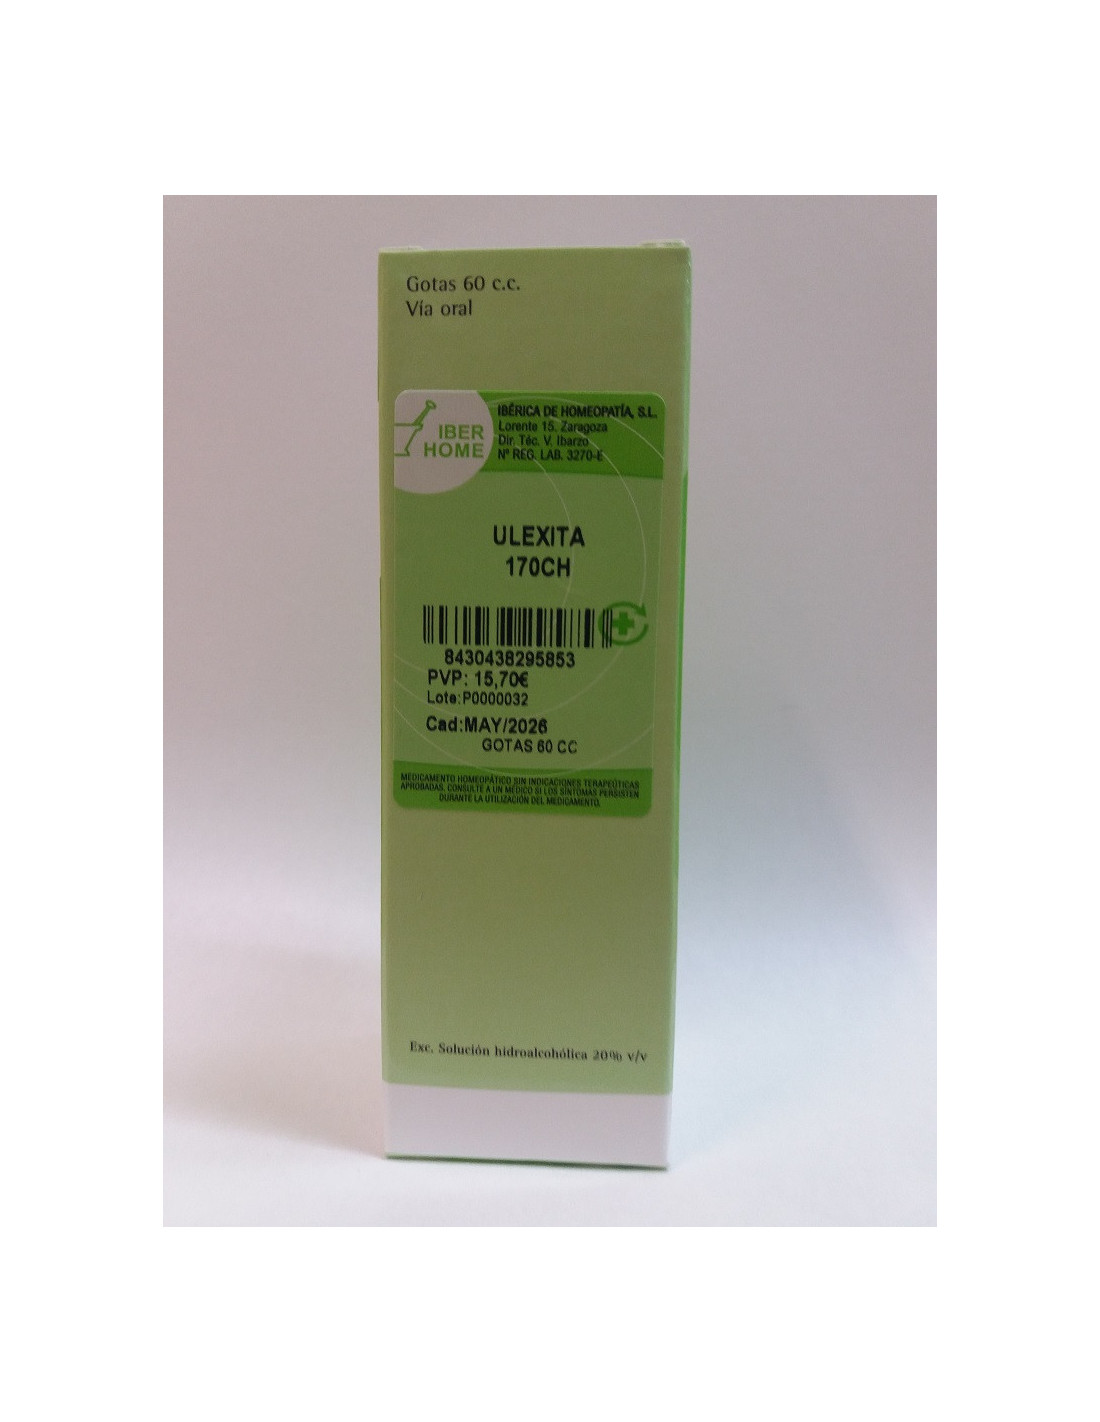 Gotas 60 c.c.
Vía oral
IBER
HOME
IBÉRICA DE HOMEOPATÍA, S.L.
Lorente 15. Zaragoza
Dir. Téc. V. Ibarzo
Nº REG. LAB. 3270-E
ULEXITA
170CH
8430438295853
PVP: 15,70€
Lote:P0000032
Cad:MAY/2026
GOTAS 60 CC
MEDICAMENTO HOMEOPÁTICO SIN INDICACIONES TERAPEÚTICAS
APROBADAS. CONSULTE A UN MÉDICO SI LOS SÍNTOMAS PERSISTEN
DURANTE LA UTILIZACIÓN DEL MEDICAMENTO.
Exc. Solución hidroalcohólica 20% v/v